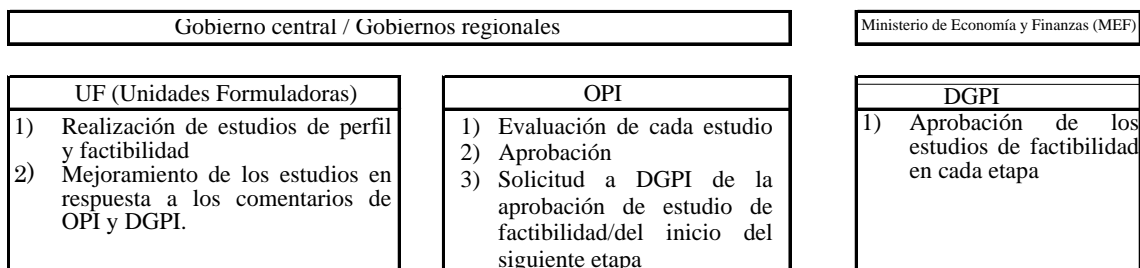 Gobierno central / Gobiernos regionales
Ministerio de Economía y Finanzas (MEF)
UF (Unidades Formuladoras)
1) Realización de estudios de perfil
y factibilidad
2) Mejoramiento de los estudios en
respuesta a los comentarios de
OPI y DGPI.
OPI
1) Evaluación de cada estudio
2) Aprobación
3) Solicitud a DGPI de la
aprobación de estudio de
factibilidad/del inicio del
siguiente etapa
DGPI
1) Aprobación de los
estudios de factibilidad
en cada etapa